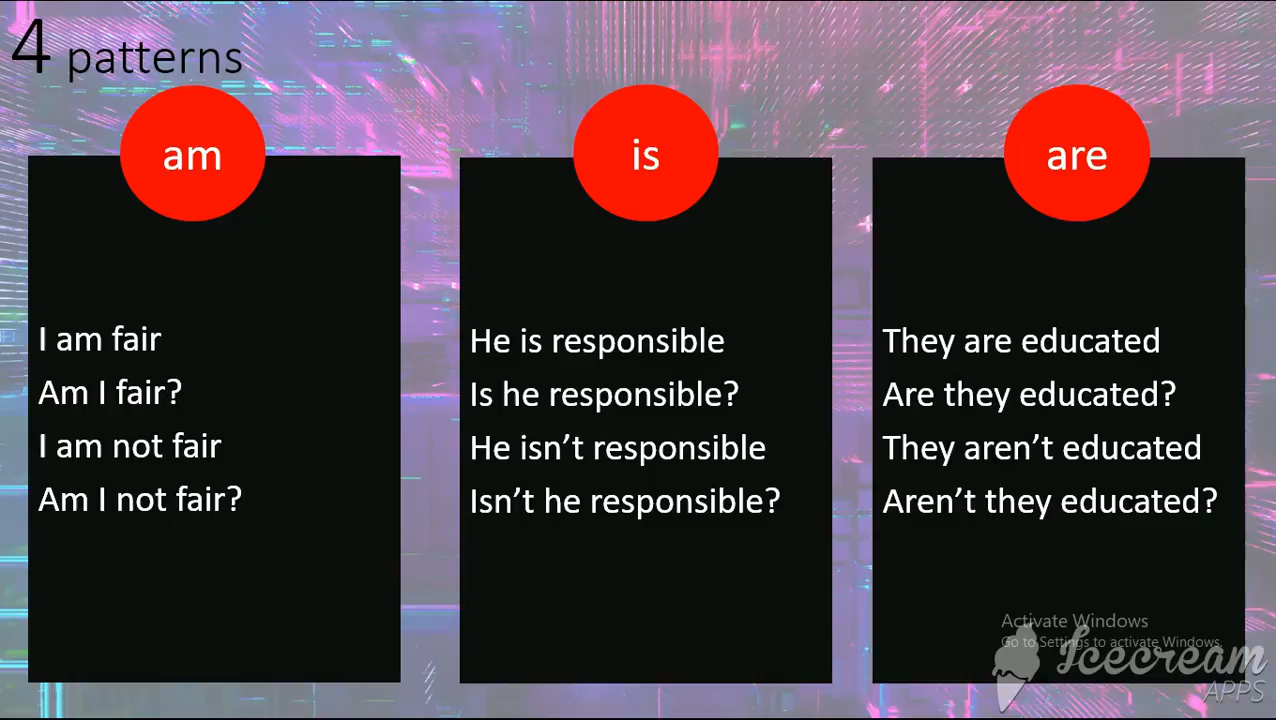 4 patterns
am
I am fair
Am I fair?
I am not fair
Am I not fair?
is
He is responsible
Is he responsible?
He isn’t responsible
Isn’t he responsible?
are
They are educated
Are they educated?
They aren’t educated
Aren’t they educated?
Activate Windows
Go to Settings to activate Windows.
Icecream
APPS